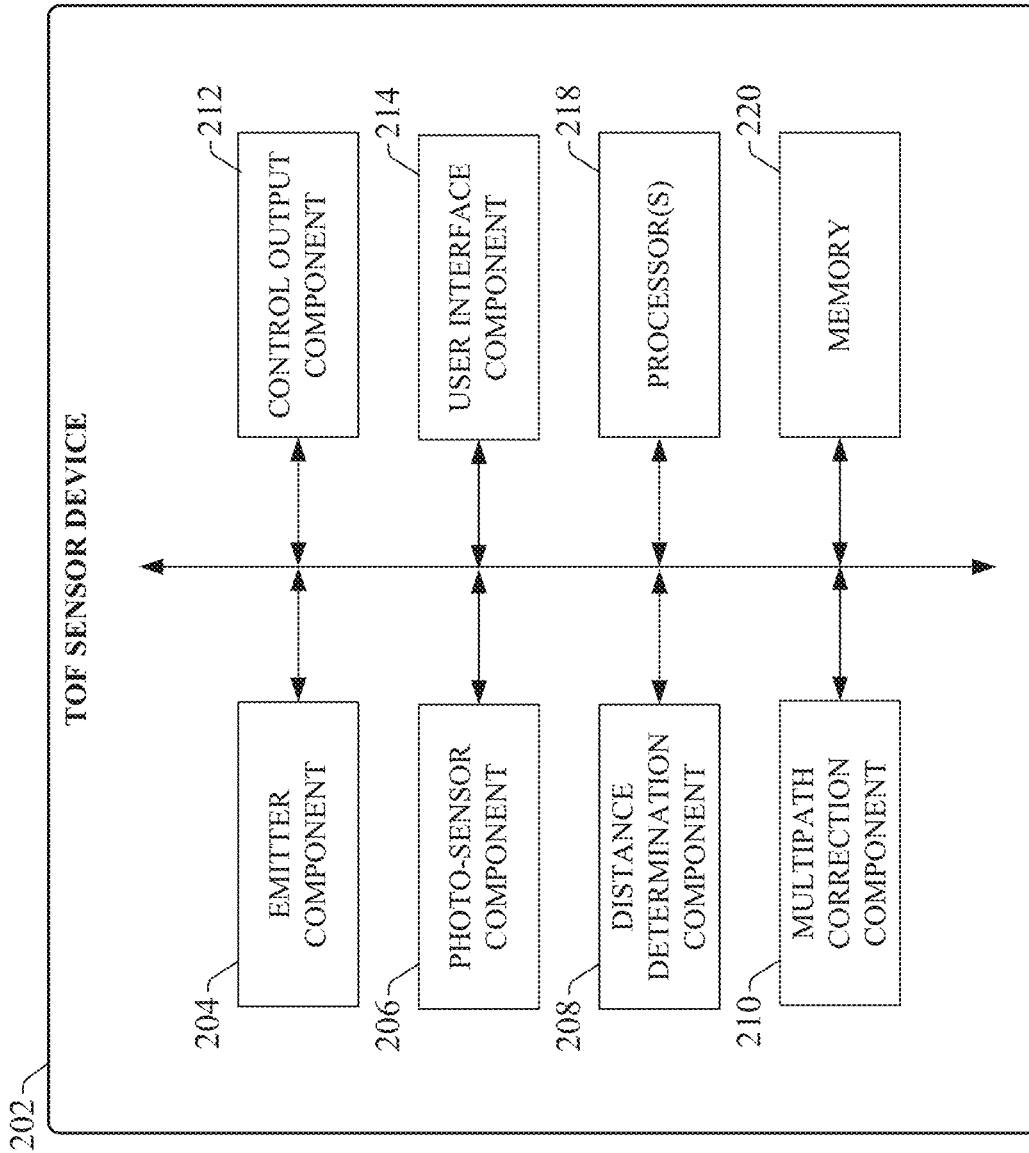 202
TOF SENSOR DEVICE
204
EMITTER
COMPONENT
206
PHOTO-SENSOR
COMPONENT
208
DISTANCE
DETERMINATION
COMPONENT
210
MULTIPATH
CORRECTION
COMPONENT
212
CONTROL OUTPUT
COMPONENT
214
USER INTERFACE
COMPONENT
218
PROCESSOR(S)
220
MEMORY